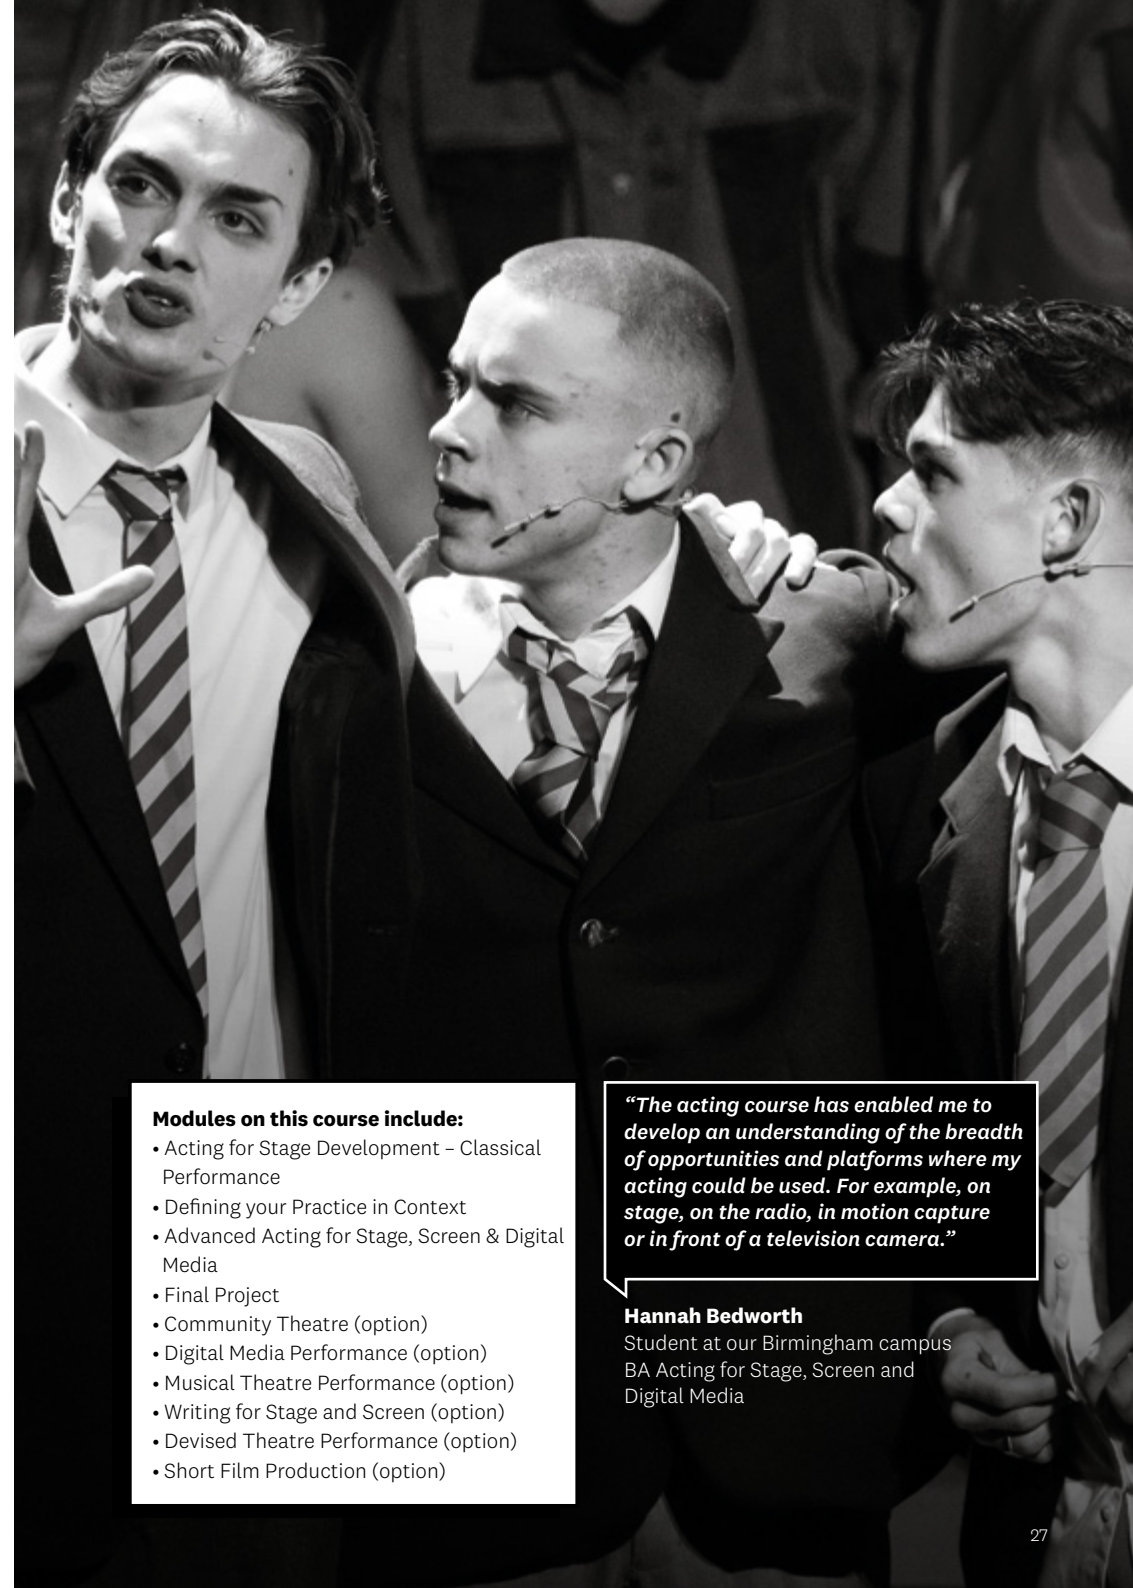 Modules on this course include:
• Acting for Stage Development – Classical
Performance
• Defining your Practice in Context
• Advanced Acting for Stage, Screen & Digital
Media
• Final Project
• Community Theatre (option)
• Digital Media Performance (option)
• Musical Theatre Performance (option)
• Writing for Stage and Screen (option)
• Devised Theatre Performance (option)
• Short Film Production (option)
“The acting course has enabled me to
develop an understanding of the breadth
of opportunities and platforms where my
acting could be used. For example, on
stage, on the radio, in motion capture
or in front of a television camera.”
Hannah Bedworth
Student at our Birmingham campus
BA Acting for Stage, Screen and
Digital Media
27